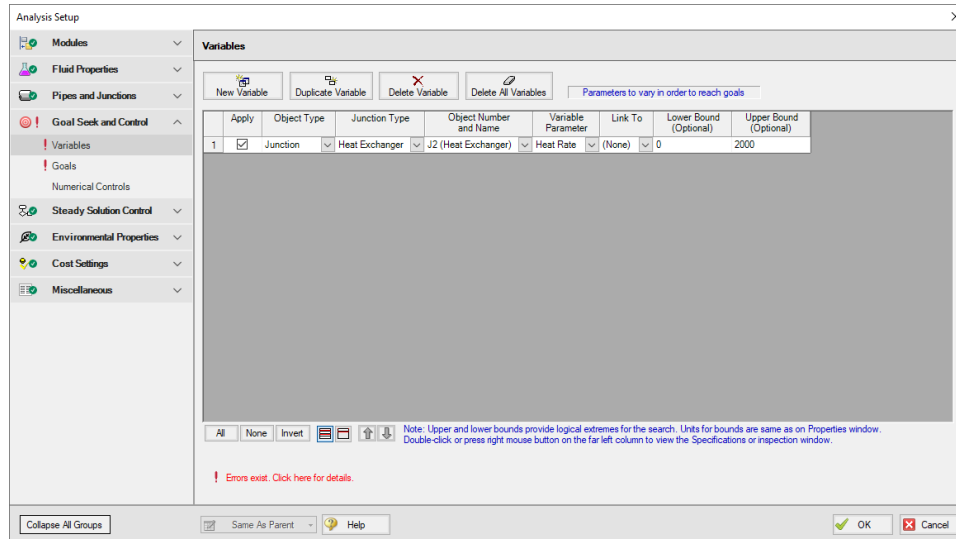 Analysis Setup
Modules
Fluid Properties
Pipes and Junctions
Goal Seek and Control
Variables
Goals
Numerical Controls
Steady Solution Control
Environmental Properties
Cost Settings
Miscellaneous
Variables
New Variable Duplicate Variable Delete Variable Delete All Variables Parameters to vary in order to reach goals
Apply Object Type Junction Type Object Number and Name Variable Parameter Link To Lower Bound (Optional) Upper Bound (Optional)
1 Junction Heat Exchanger J2 (Heat Exchanger) Heat Rate (None) 0 2000
All None Invert
Note: Upper and lower bounds provide logical extremes for the search. Units for bounds are same as on Properties window.
Double-click or press right mouse button on the far left column to view the Specifications or inspection window.
Errors exist. Click here for details.
Collapse All Groups Same As Parent Help OK Cancel